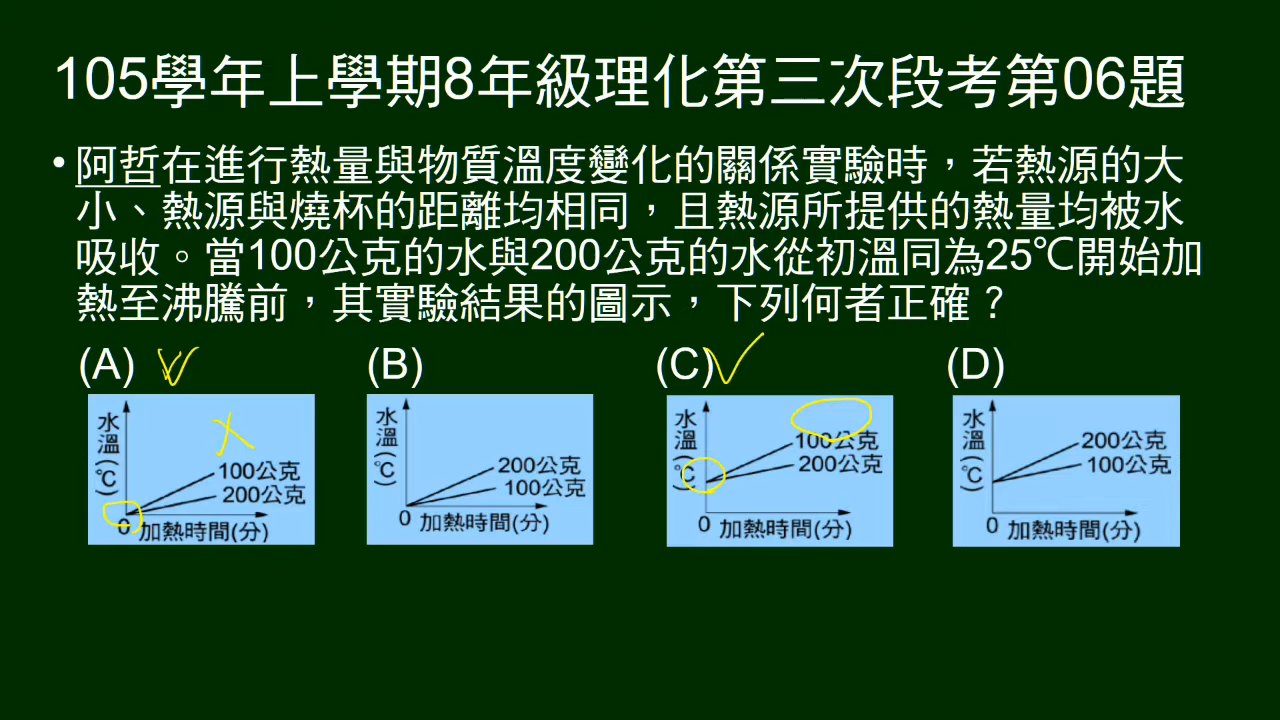 105學年上學期8年級理化第三次段考第06題
•阿哲在進行熱量與物質溫度變化的關係實驗時，若熱源的大
小、熱源與燒杯的距離均相同，且熱源所提供的熱量均被水
吸收。當100公克的水與200公克的水從初溫同為25℃開始加
熱至沸騰前，其實驗結果的圖示，下列何者正確？
(A) (B) (C) (D)
水溫(℃)
100公克
200公克
0 加熱時間(分)
水溫(℃)
200公克
100公克
0 加熱時間(分)
水溫(℃)
100公克
200公克
0 加熱時間(分)
水溫(℃)
200公克
100公克
0 加熱時間(分)